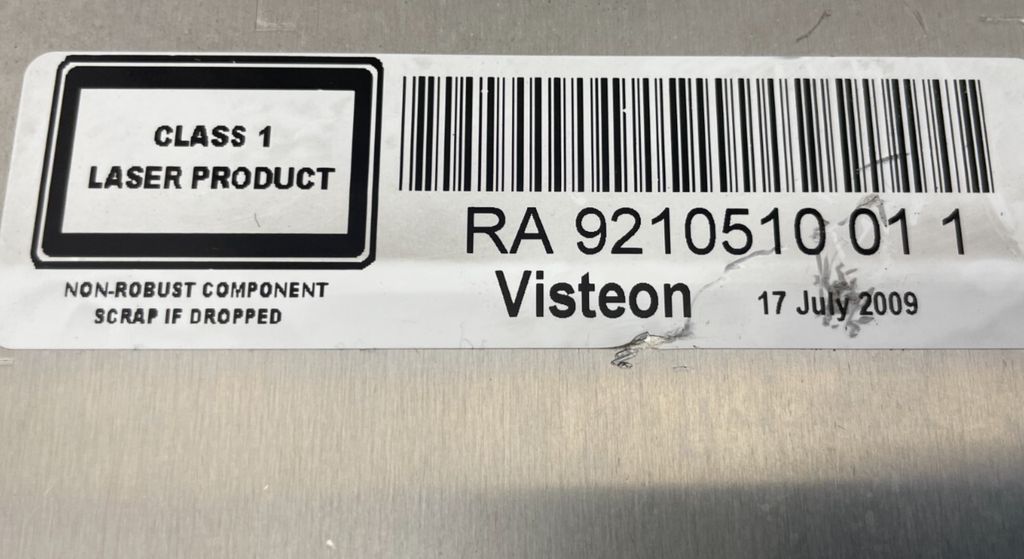 CLASS 1
LASER PRODUCT
NON-ROBUST COMPONENT
SCRAP IF DROPPED
RA 9210510 01 1
Visteon
17 July 2009